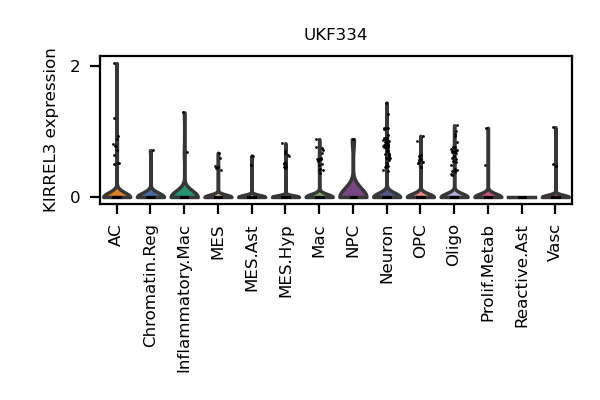 UKF334
KIRREL3 expression
2
0
AC
Chromatin.Reg
Inflammatory.Mac
MES
MES.Ast
MES.Hyp
Mac
NPC
Neuron
OPC
Oligo
Prolif.Metab
Reactive.Ast
Vasc